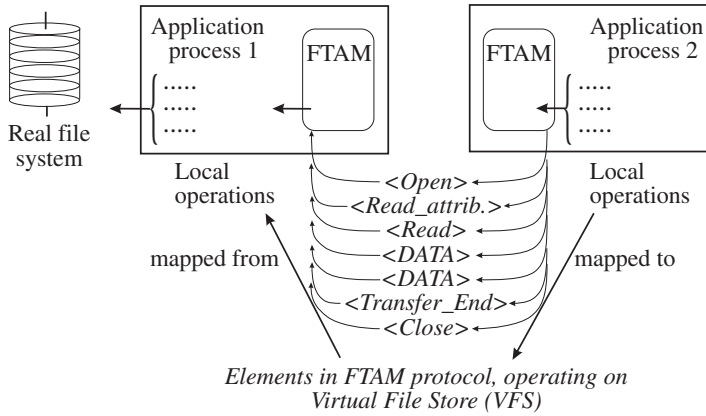 Application
process 1
FTAM
FTAM
Application
process 2
.....
.....
.....
.....
.....
.....
Real file
system
Local
operations
Local
operations
<Open>
<Read_attrib.>
<Read>
<DATA>
<DATA>
<Transfer_End>
<Close>
mapped from
mapped to
Elements in FTAM protocol, operating on
Virtual File Store (VFS)